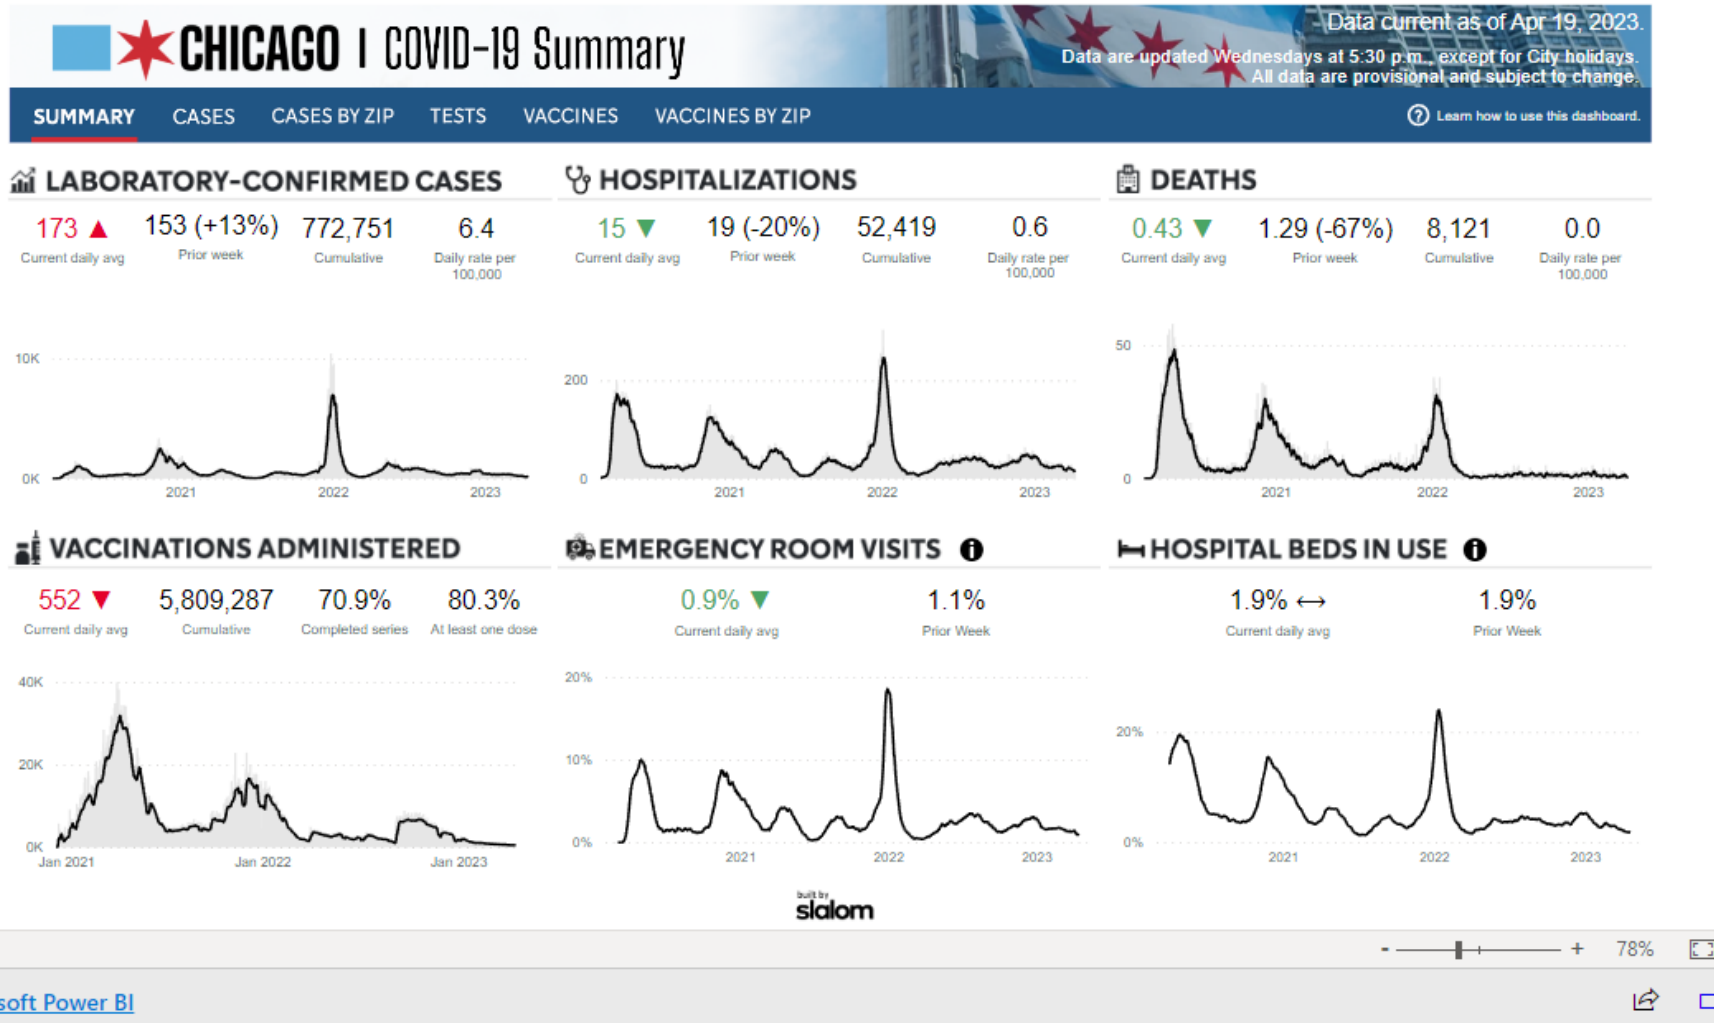 CHICAGO | COVID-19 Summary
Data current as of Apr 19, 2023.
Data are updated Wednesdays at 5:30 p.m., except for City holidays.
All data are provisional and subject to change.
SUMMARY CASES CASES BY ZIP TESTS VACCINES VACCINES BY ZIP
? Learn how to use this dashboard.
LABORATORY-CONFIRMED CASES
173 ▲ 153 (+13%) 772,751 6.4
Current daily avg Prior week Cumulative Daily rate per
100,000
10K
0K
2021 2022 2023
HOSPITALIZATIONS
15 ▼ 19 (-20%) 52,419 0.6
Current daily avg Prior week Cumulative Daily rate per
100,000
200
0
2021 2022 2023
DEATHS
0.43 ▼ 1.29 (-67%) 8,121 0.0
Current daily avg Prior week Cumulative Daily rate per
100,000
50
0
2021 2022 2023
VACCINATIONS ADMINISTERED
552 ▼ 5,809,287 70.9% 80.3%
Current daily avg Cumulative Completed series At least one dose
40K
20K
0K
Jan 2021 Jan 2022 Jan 2023
EMERGENCY ROOM VISITS i
0.9% ▼ 1.1%
Current daily avg Prior Week
20%
10%
0%
2021 2022 2023
HOSPITAL BEDS IN USE i
1.9% ↔ 1.9%
Current daily avg Prior Week
20%
0%
2021 2022 2023
built by
slalom
- + 78%
soft Power BI